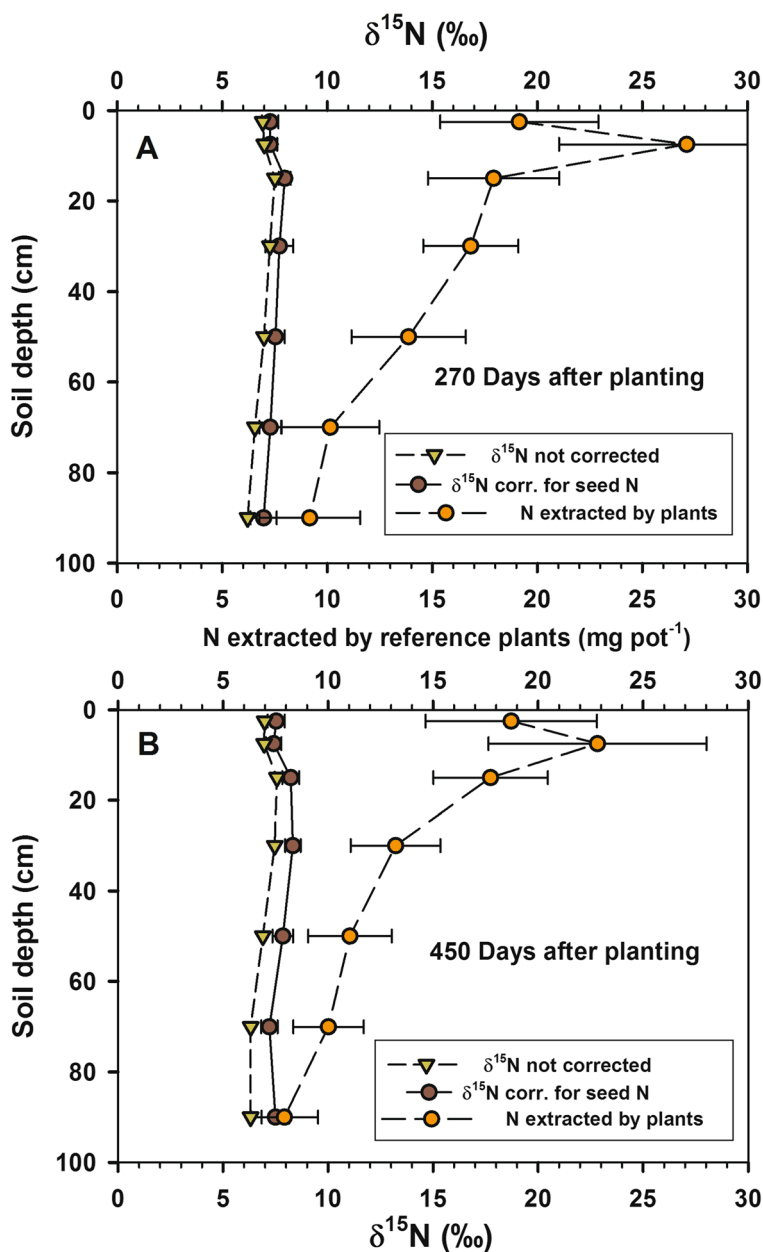 δ¹⁵N (‰)
0 5 10 15 20 25 30
A
0
20
40
60
80
100
Soil depth (cm)
270 Days after planting
δ¹⁵N not corrected
δ¹⁵N corr. for seed N
N extracted by plants
0 5 10 15 20 25 30
N extracted by reference plants (mg pot⁻¹)
0 5 10 15 20 25 30
B
0
20
40
60
80
100
Soil depth (cm)
450 Days after planting
δ¹⁵N not corrected
δ¹⁵N corr. for seed N
N extracted by plants
0 5 10 15 20 25 30
δ¹⁵N (‰)